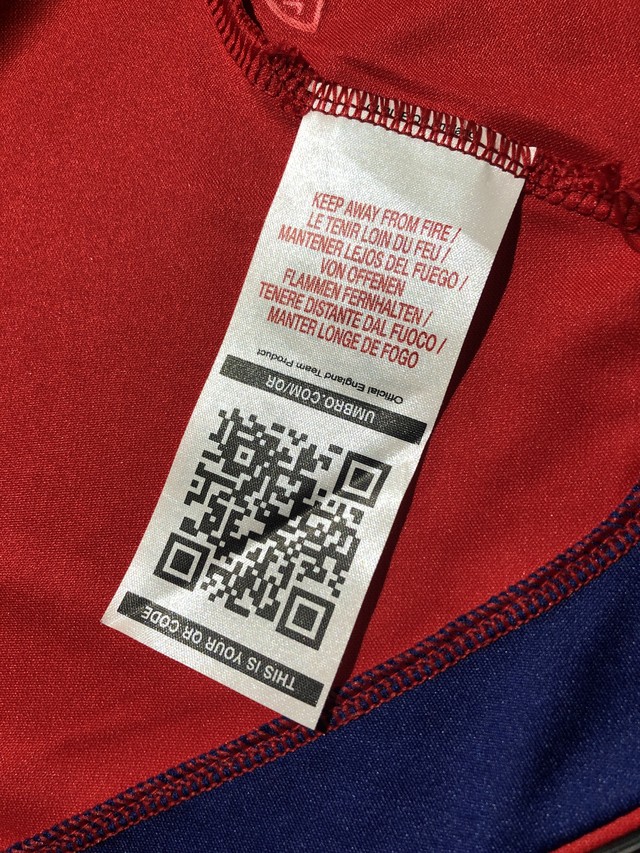 KEEP AWAY FROM FIRE /
LE TENIR LOIN DU FEU /
MANTENER LEJOS DEL FUEGO /
VON OFFENEN
FLAMMEN FERNHALTEN /
TENERE DISTANTE DAL FUOCO /
MANTER LONGE DE FOGO
Official England Team Product
UMBRO.COM/QR
THIS IS YOUR QR CODE